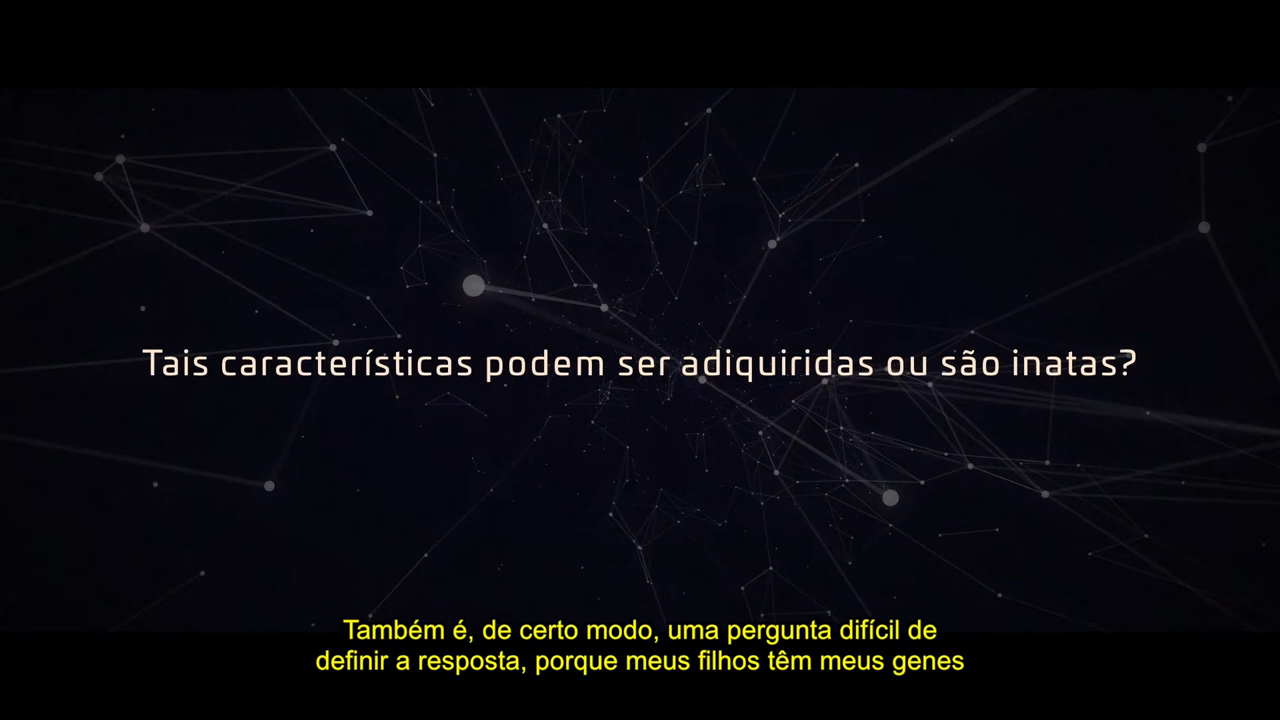 Tais características podem ser adiquiridas ou são inatas?
Também é, de certo modo, uma pergunta difícil de
definir a resposta, porque meus filhos têm meus genes